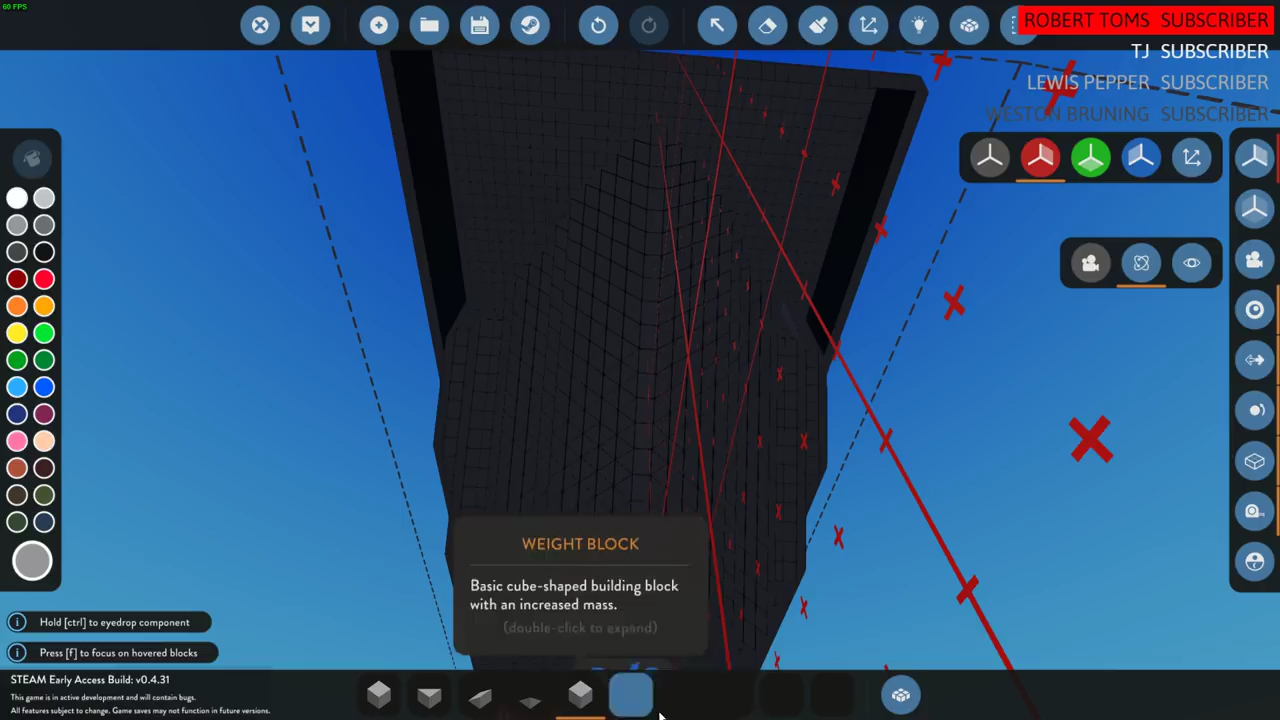 60 FPS
ROBERT TOMS SUBSCRIBER
TJ SUBSCRIBER
LEWIS PEPPER SUBSCRIBER
WESTON BRUNING SUBSCRIBER
WEIGHT BLOCK
Basic cube-shaped building block
with an increased mass.
(double-click to expand)
Hold [ctrl] to eyedrop component
Press [f] to focus on hovered blocks
STEAM Early Access Build: v0.4.31
This game is in active development and will contain bugs.
All features subject to change. Game saves may not function in future versions.